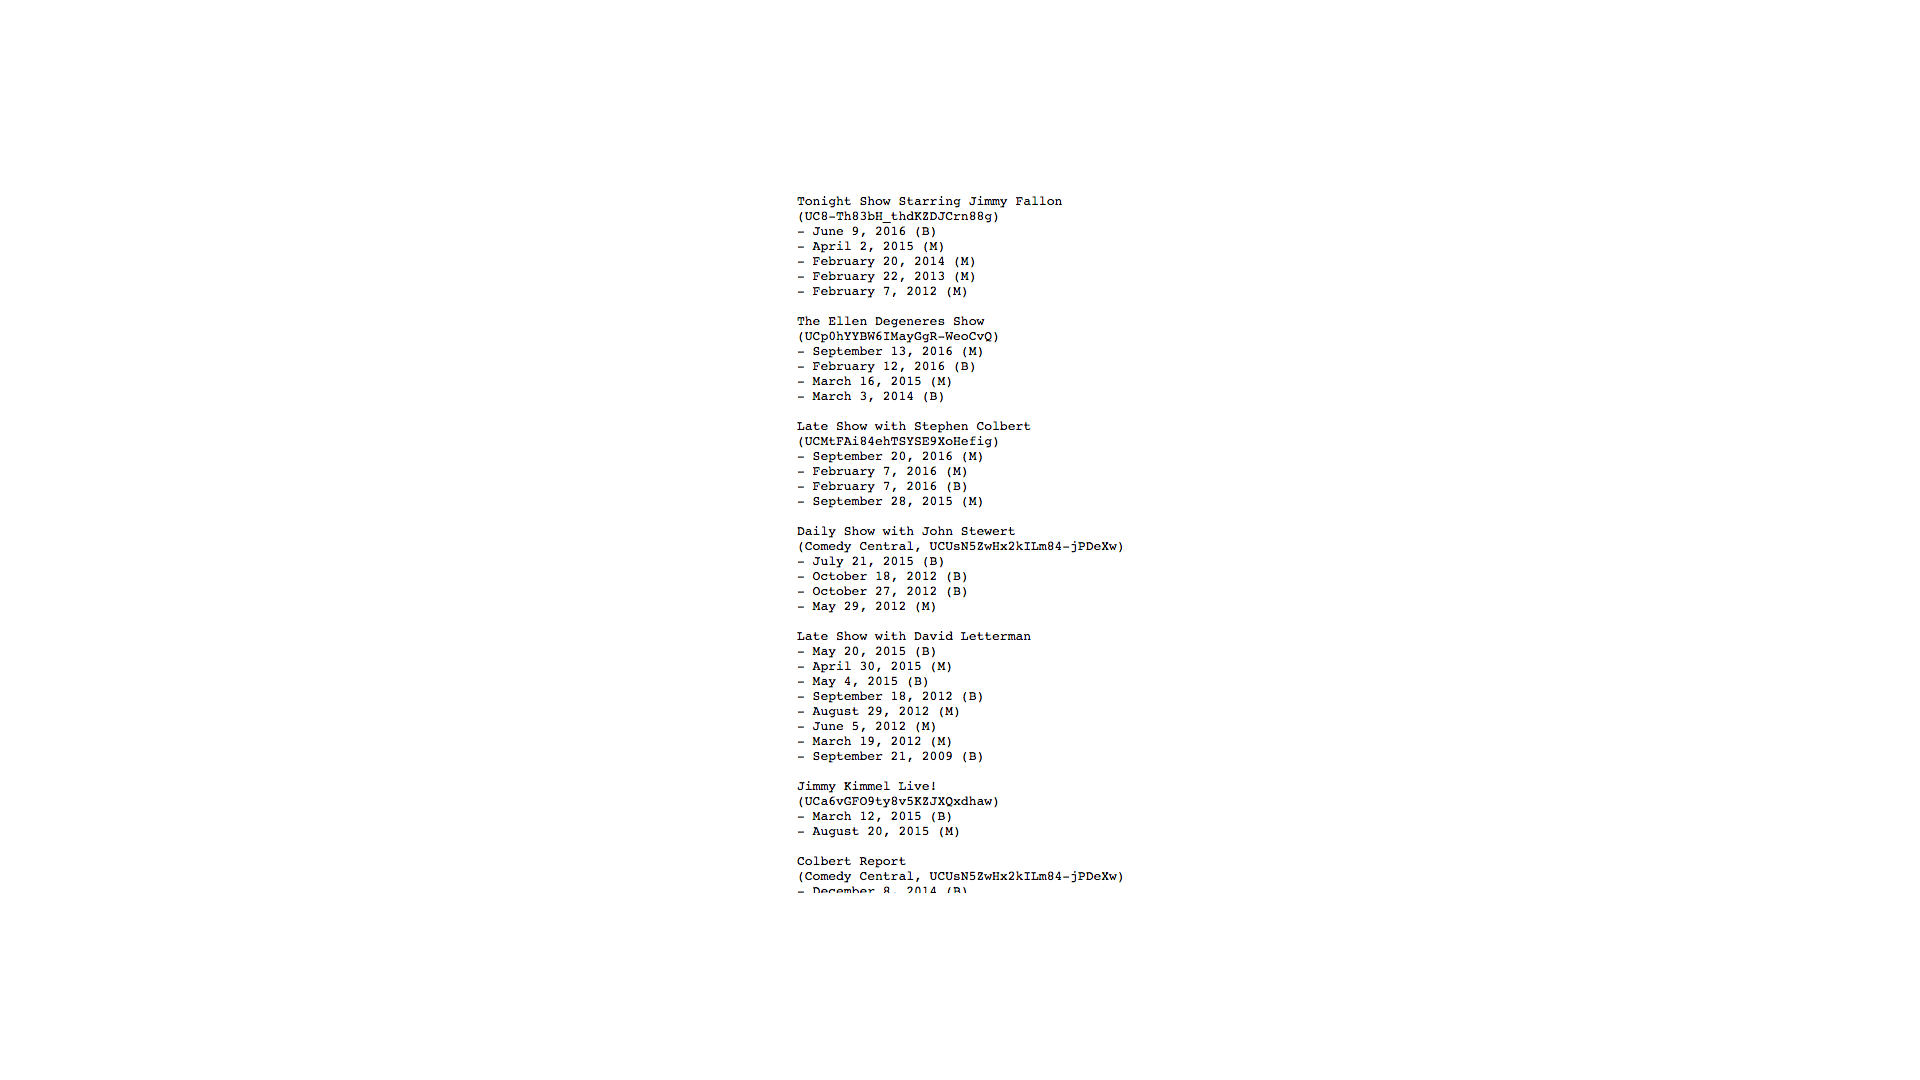 Tonight Show Starring Jimmy Fallon
(UC8-Th83bH_thdKZDJCrn88g)
- June 9, 2016 (B)
- April 2, 2015 (M)
- February 20, 2014 (M)
- February 22, 2013 (M)
- February 7, 2012 (M)
The Ellen Degeneres Show
(UCp0hYYBW6IMayGgR-WeoCvQ)
- September 13, 2016 (M)
- February 12, 2016 (B)
- March 16, 2015 (M)
- March 3, 2014 (B)
Late Show with Stephen Colbert
(UCMtFAi84ehTSYSE9XoHefig)
- September 20, 2016 (M)
- February 7, 2016 (M)
- February 7, 2016 (B)
- September 28, 2015 (M)
Daily Show with John Stewert
(Comedy Central, UCUsN5ZwHx2kILm84-jPDeXw)
- July 21, 2015 (B)
- October 18, 2012 (B)
- October 27, 2012 (B)
- May 29, 2012 (M)
Late Show with David Letterman
- May 20, 2015 (B)
- April 30, 2015 (M)
- May 4, 2015 (B)
- September 18, 2012 (B)
- August 29, 2012 (M)
- June 5, 2012 (M)
- March 19, 2012 (M)
- September 21, 2009 (B)
Jimmy Kimmel Live!
(UCa6vGFO9ty8v5KZJXQxdhaw)
- March 12, 2015 (B)
- August 20, 2015 (M)
Colbert Report
(Comedy Central, UCUsN5ZwHx2kILm84-jPDeXw)
- December 8, 2014 (B)